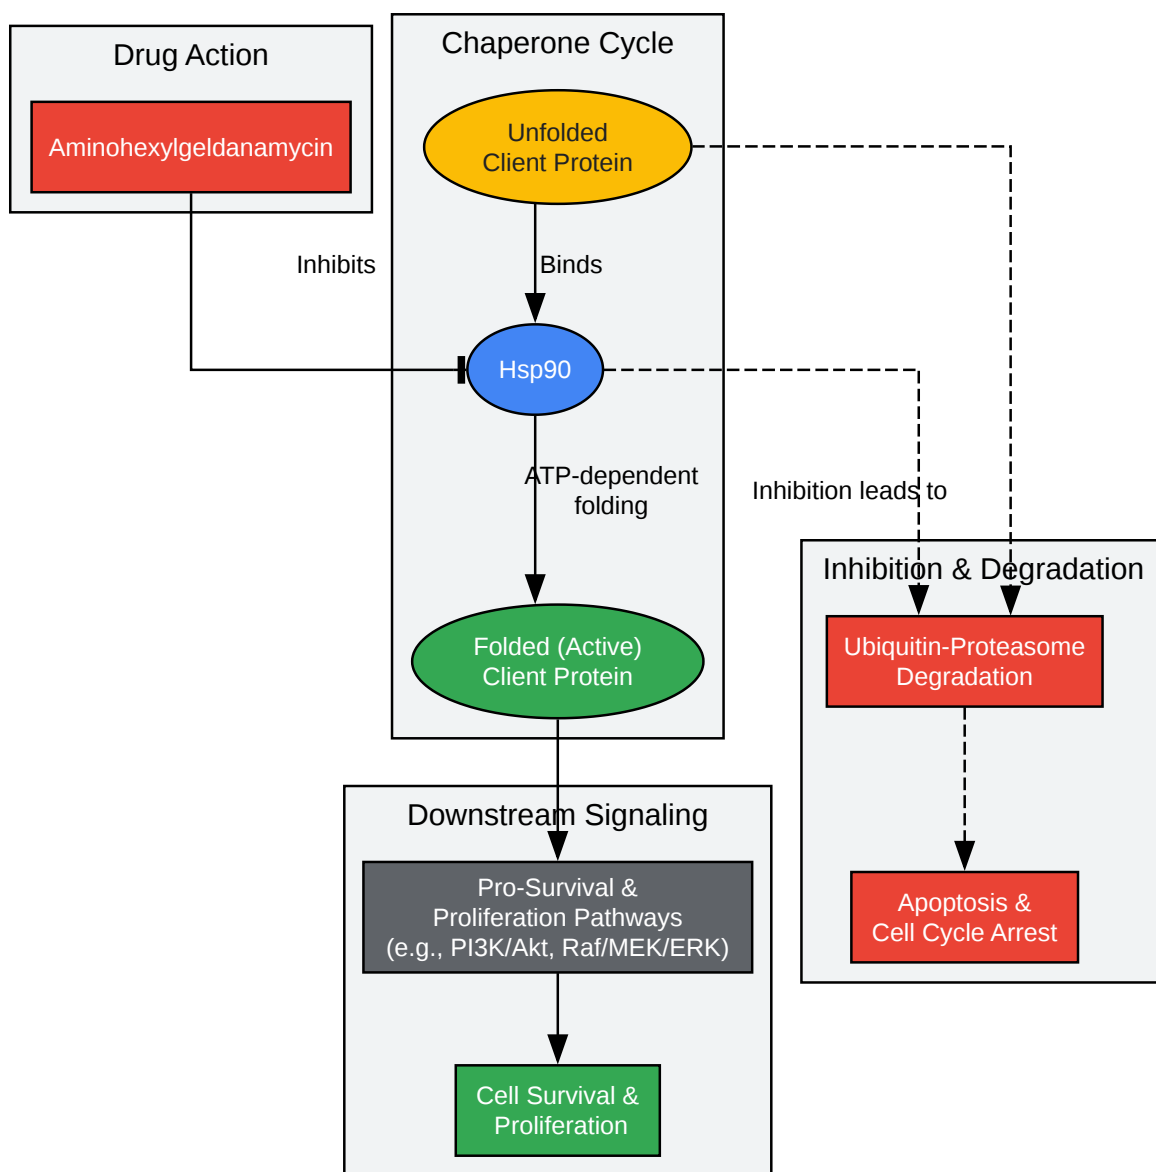 Drug Action
Aminohexylgeldanamycin
Inhibits
Chaperone Cycle
Unfolded
Client Protein
Binds
Hsp90
ATP-dependent
folding
Folded (Active)
Client Protein
Inhibition leads to
Inhibition & Degradation
Ubiquitin-Proteasome
Degradation
Apoptosis &
Cell Cycle Arrest
Downstream Signaling
Pro-Survival &
Proliferation Pathways
(e.g., PI3K/Akt, Raf/MEK/ERK)
Cell Survival &
Proliferation